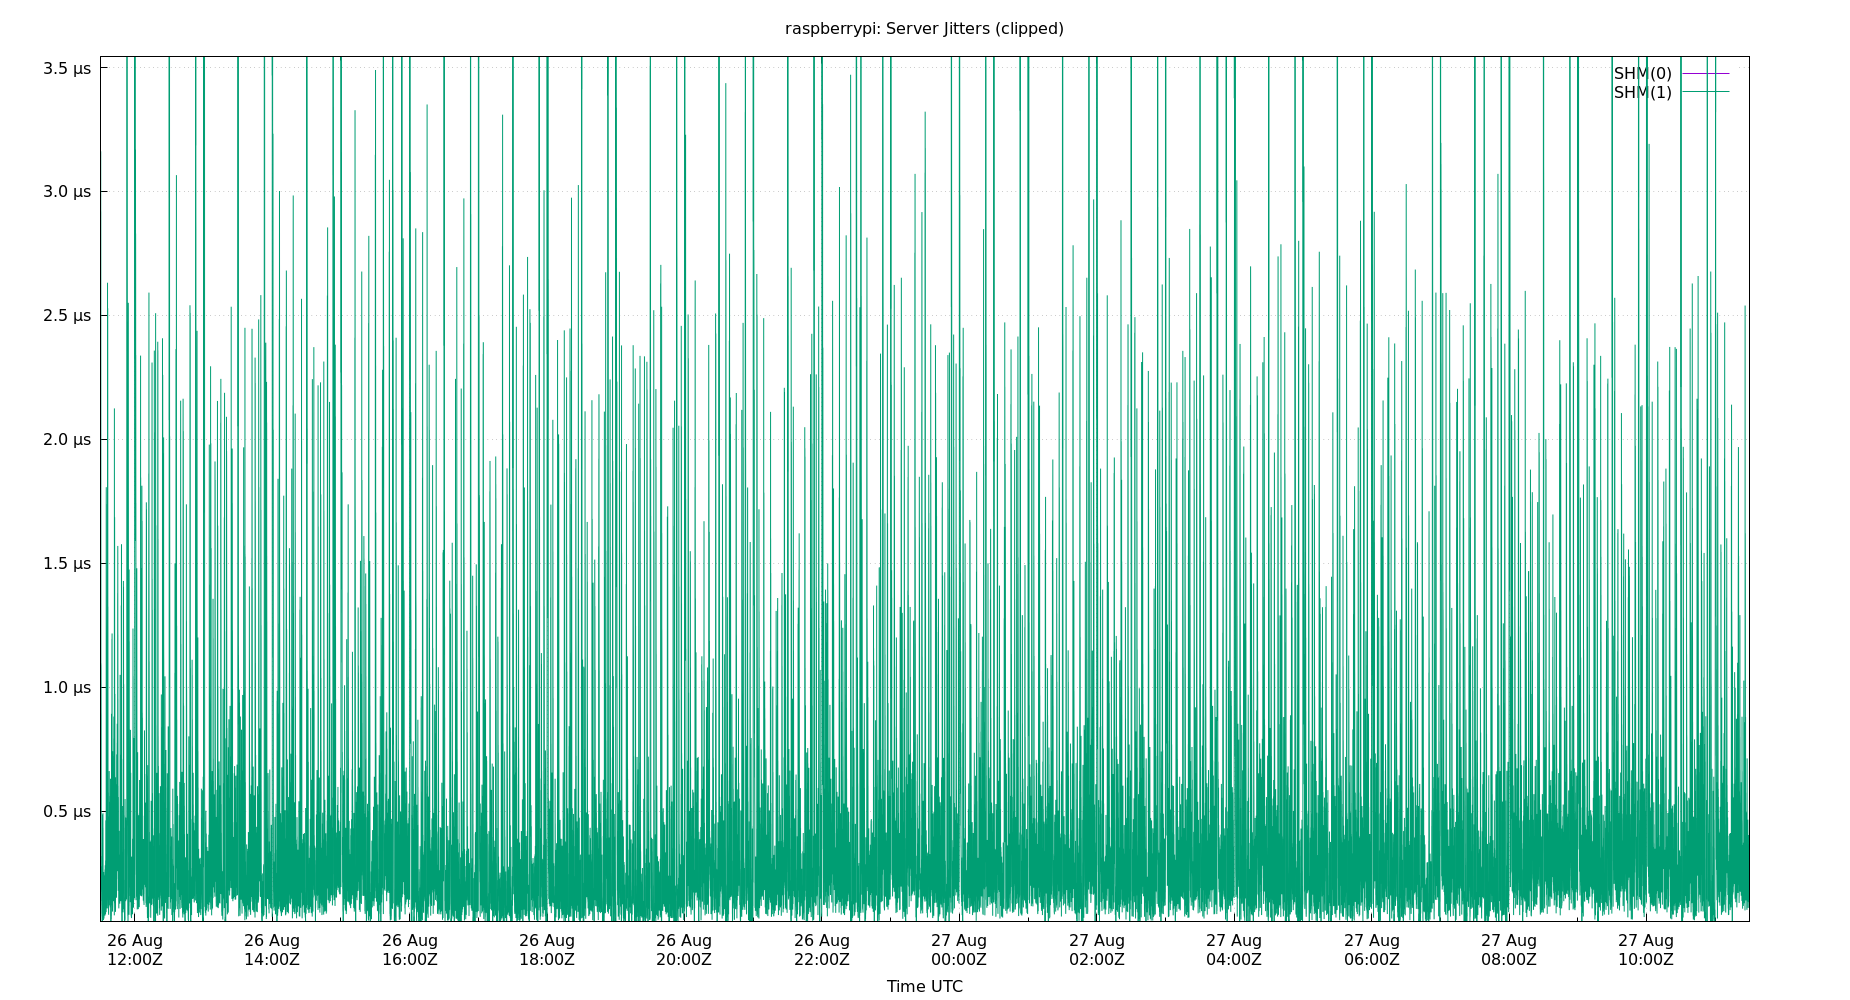 raspberrypi: Server Jitters (clipped)
3.5 µs
3.0 µs
2.5 µs
2.0 µs
1.5 µs
1.0 µs
0.5 µs
SHM(0)
SHM(1)
26 Aug 26 Aug 26 Aug 26 Aug 26 Aug 26 Aug 27 Aug 27 Aug 27 Aug 27 Aug 27 Aug 27 Aug
12:00Z 14:00Z 16:00Z 18:00Z 20:00Z 22:00Z 00:00Z 02:00Z 04:00Z 06:00Z 08:00Z 10:00Z
Time UTC